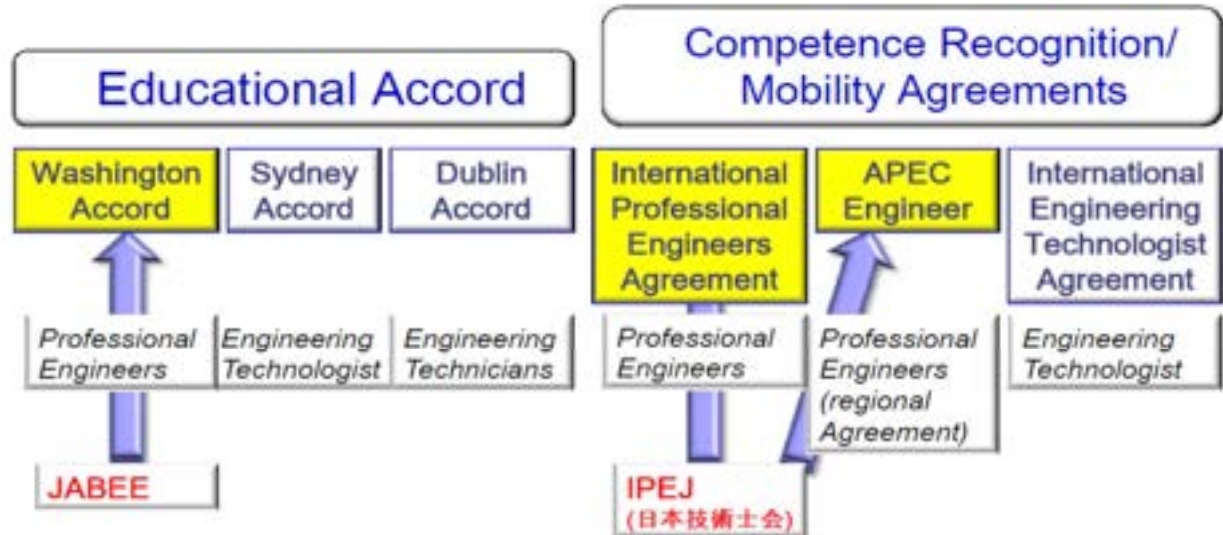 Educational Accord
Competence Recognition/
Mobility Agreements
Washington
Accord
Sydney
Accord
Dublin
Accord
International
Professional
Engineers
Agreement
APEC
Engineer
International
Engineering
Technologist
Agreement
Professional
Engineers
Engineering
Technologist
Engineering
Technicians
Professional
Engineers
Professional
Engineers
(regional
Agreement)
Engineering
Technologist
JABEE
IPEJ
(日本技術士会)